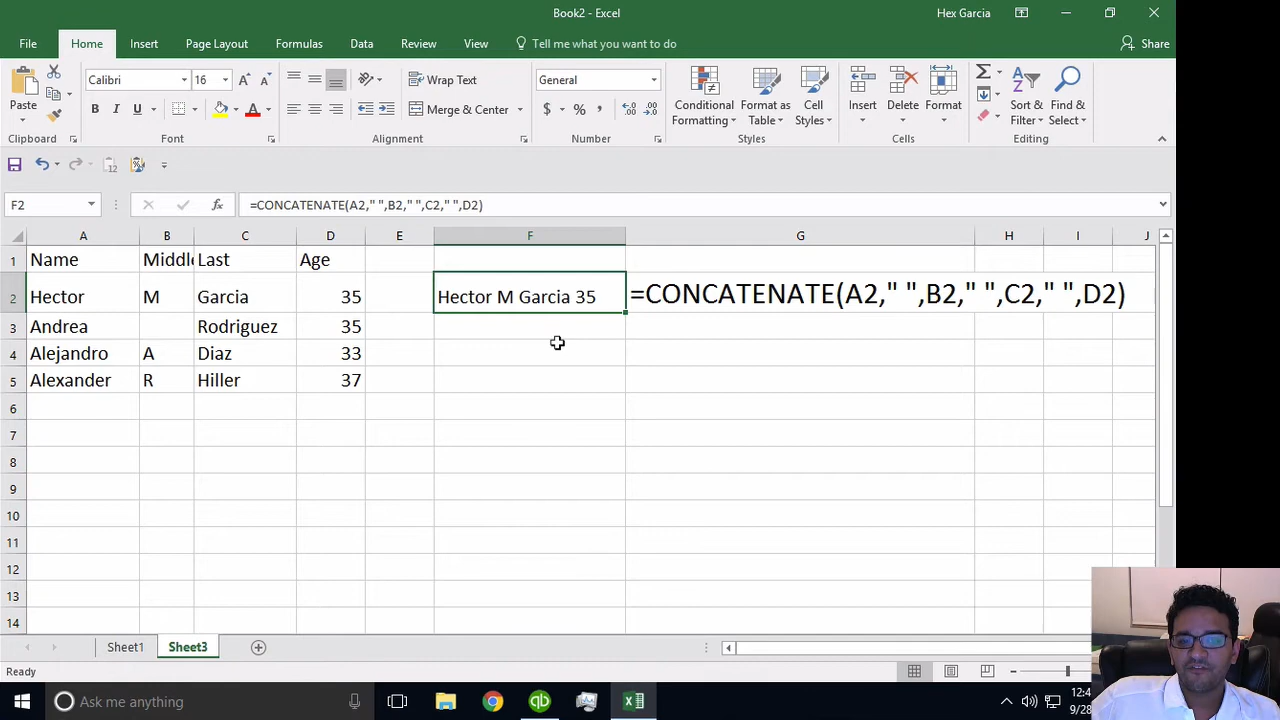 Book2 - Excel
Hex Garcia
File Home Insert Page Layout Formulas Data Review View Tell me what you want to do Share
Paste
Calibri 16
Wrap Text
General
B I U A
Merge & Center
$ % ,
Conditional Formatting
Format as Table
Cell Styles
Insert
Delete
Format
Sort & Filter
Find & Select
Clipboard Font Alignment Number Styles Cells Editing
12
F2 fx =CONCATENATE(A2," ",B2," ",C2," ",D2)
A B C D E F G H I J
1 Name Middle Last Age
2 Hector M Garcia 35 Hector M Garcia 35 =CONCATENATE(A2," ",B2," ",C2," ",D2)
3 Andrea Rodriguez 35
4 Alejandro A Diaz 33
5 Alexander R Hiller 37
6
7
8
9
10
11
12
13
14
Sheet1 Sheet3
Ready
Ask me anything
qb
12:4
9/28